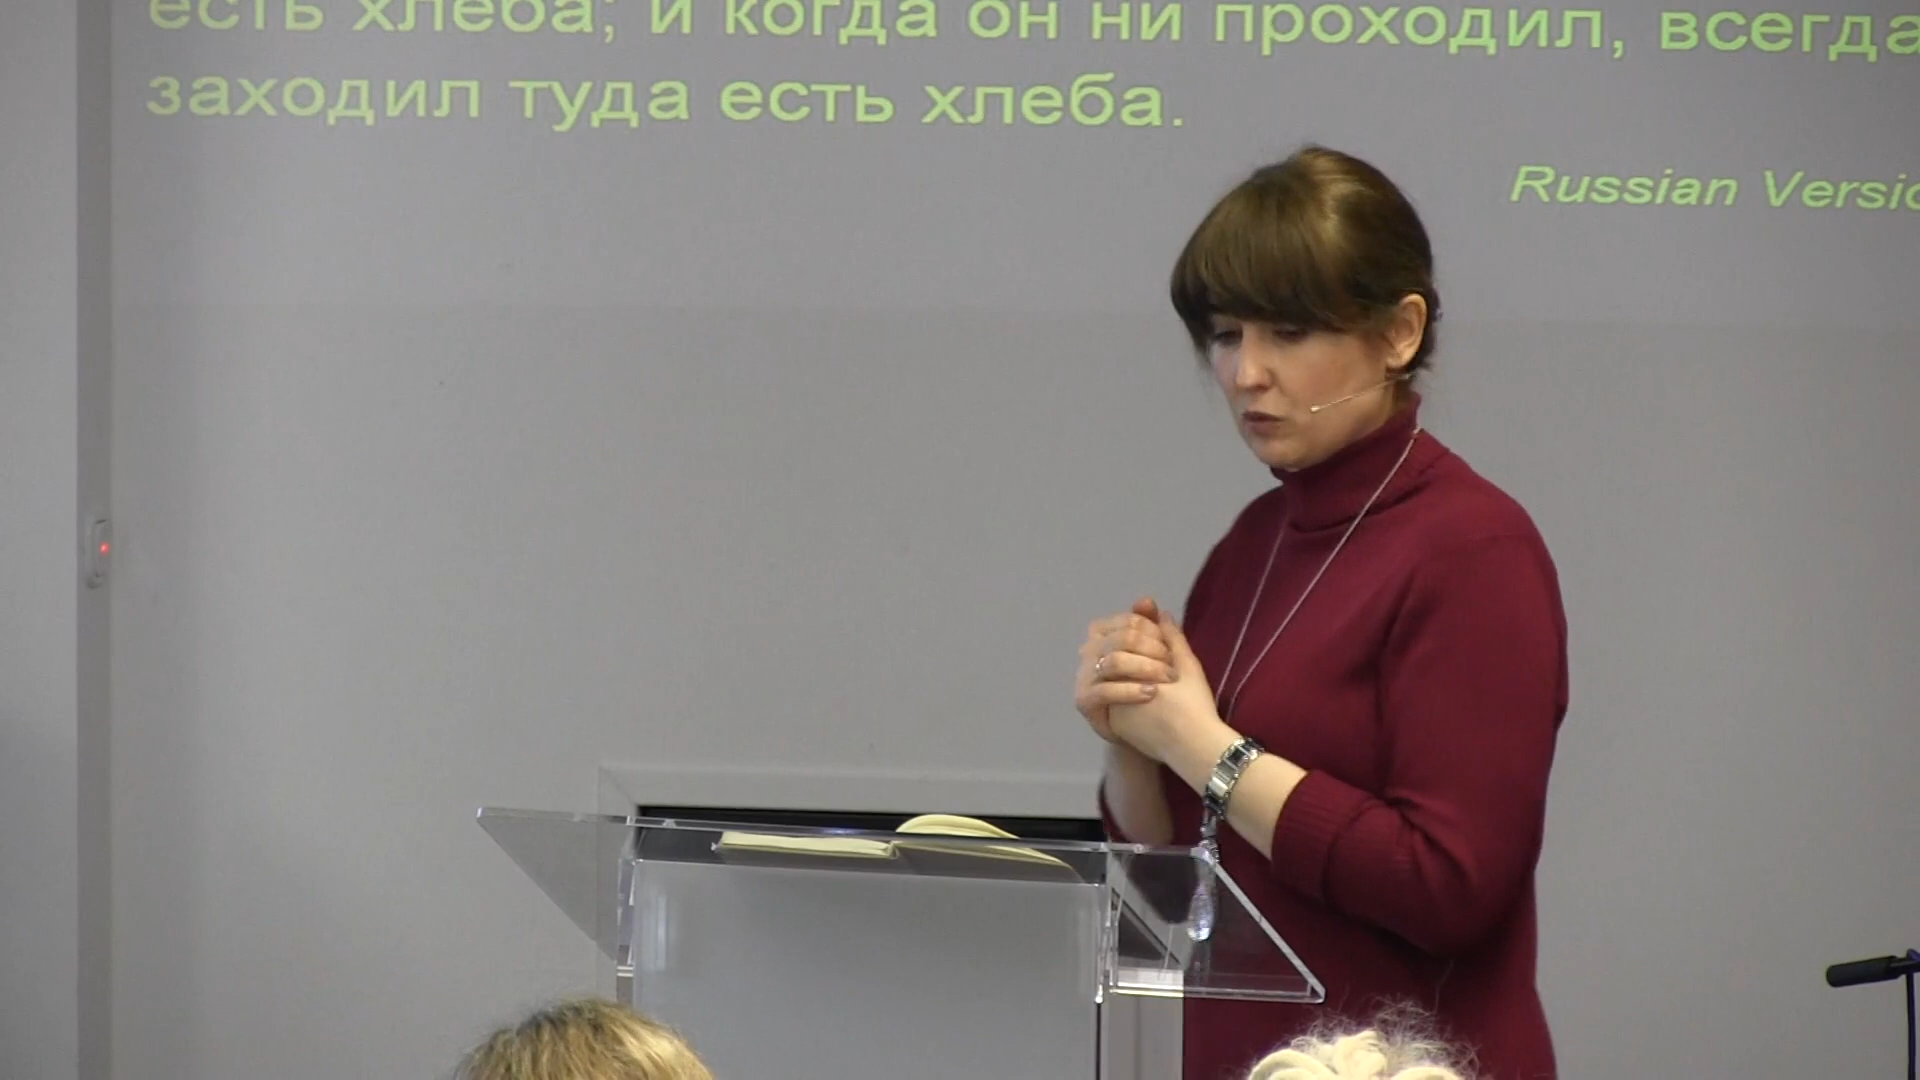 есть хлеба; и когда он ни проходил, всегда
заходил туда есть хлеба.
Russian Versio